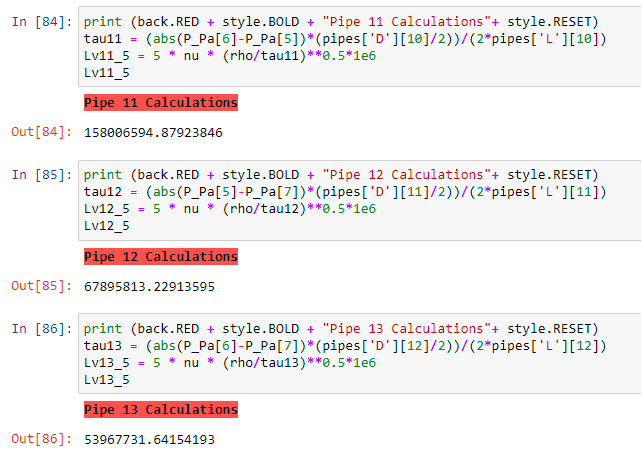 In [84]: print (back.RED + style.BOLD + "Pipe 11 Calculations"+ style.RESET)
tau11 = (abs(P_Pa[6]-P_Pa[5])*(pipes['D'][10]/2))/(2*pipes['L'][10])
Lv11_5 = 5 * nu * (rho/tau11)**0.5*1e6
Lv11_5
Pipe 11 Calculations
Out[84]: 158006594.87923846
In [85]: print (back.RED + style.BOLD + "Pipe 12 Calculations"+ style.RESET)
tau12 = (abs(P_Pa[5]-P_Pa[7])*(pipes['D'][11]/2))/(2*pipes['L'][11])
Lv12_5 = 5 * nu * (rho/tau12)**0.5*1e6
Lv12_5
Pipe 12 Calculations
Out[85]: 67895813.22913595
In [86]: print (back.RED + style.BOLD + "Pipe 13 Calculations"+ style.RESET)
tau13 = (abs(P_Pa[6]-P_Pa[7])*(pipes['D'][12]/2))/(2*pipes['L'][12])
Lv13_5 = 5 * nu * (rho/tau13)**0.5*1e6
Lv13_5
Pipe 13 Calculations
Out[86]: 53967731.64154193